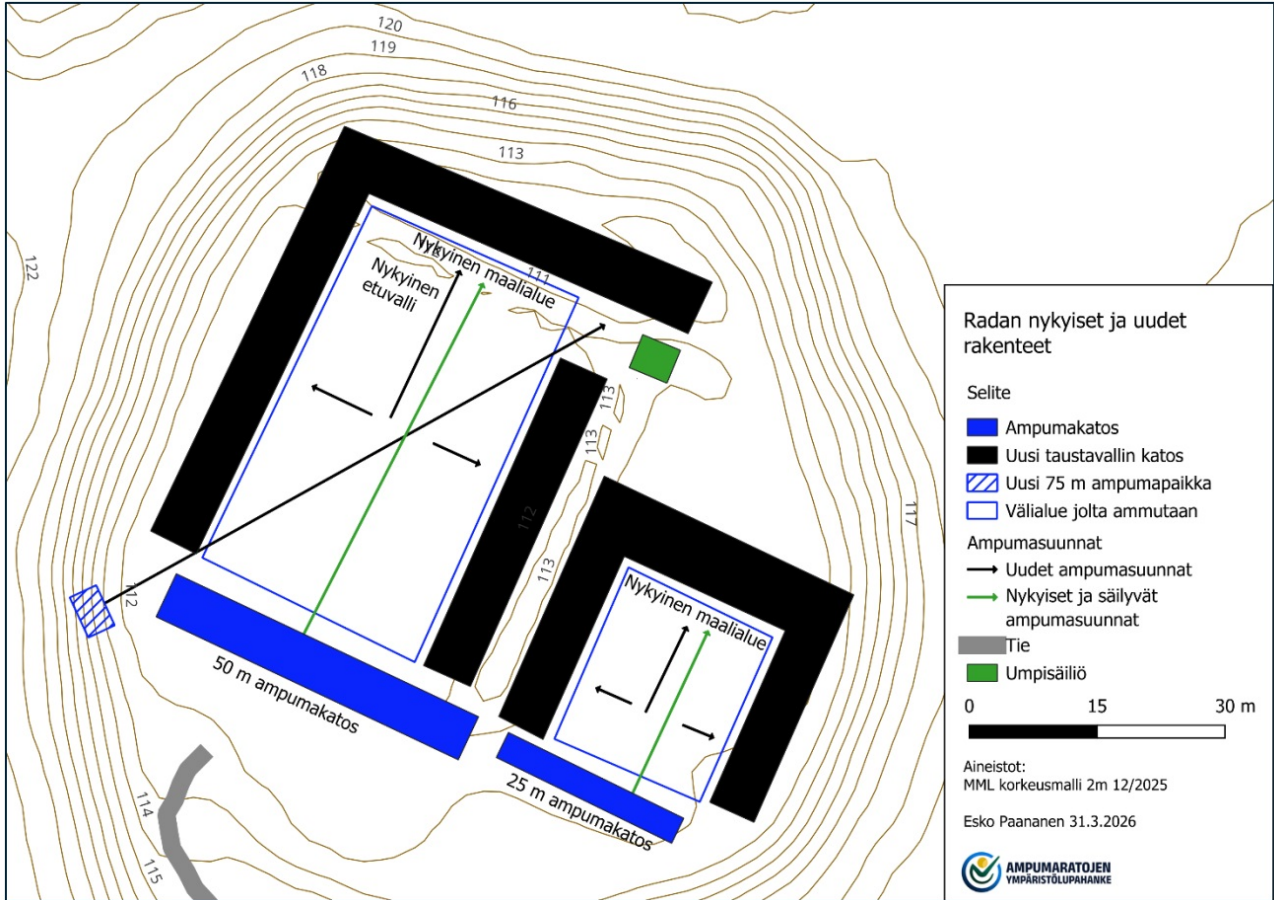 120
119
118
116
113
122
Nykyinen maalialue
111
Nykyinen
etuvalli
113
113
112
113
117
112
Nykyinen maalialue
50 m ampumakatos
25 m ampumakatos
114
115
Radan nykyiset ja uudet
rakenteet
Selite
Ampumakatos
Uusi taustavallin katos
Uusi 75 m ampumapaikka
Välialue jolta ammutaan
Ampumasuunnat
Uudet ampumasuunnat
Nykyiset ja säilyvät
ampumasuunnat
Tie
Umpisäiliö
0 15 30 m
Aineistot:
MML korkeusmalli 2m 12/2025
Esko Paananen 31.3.2026
AMPUMARATOJEN
YMPÄRISTÖLUPAHANKE